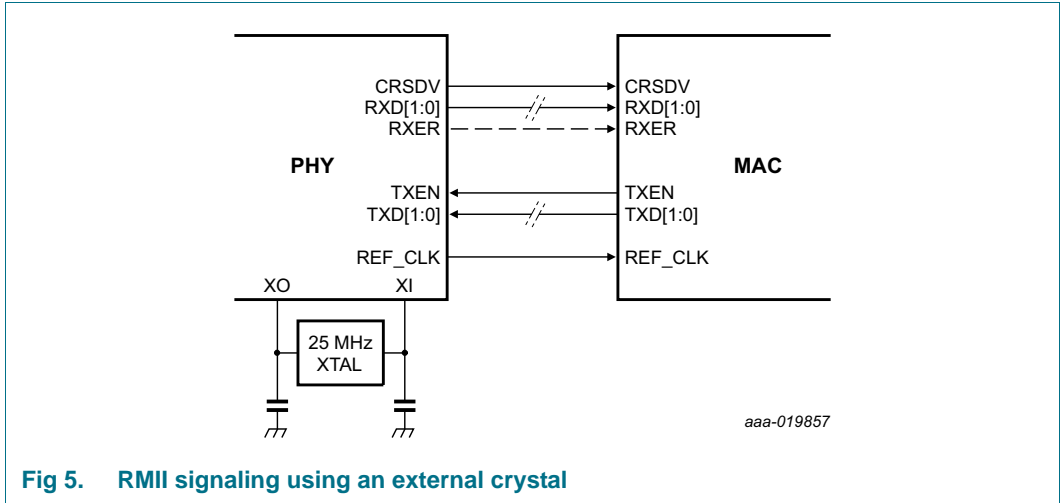 CRSDV
CRSDV
RXD[1:0]
RXD[1:0]
RXER
RXER
PHY
MAC
TXEN
TXEN
TXD[1:0]
TXD[1:0]
REF_CLK
REF_CLK
XO
XI
25 MHz
XTAL
aaa-019857
Fig 5. RMII signaling using an external crystal